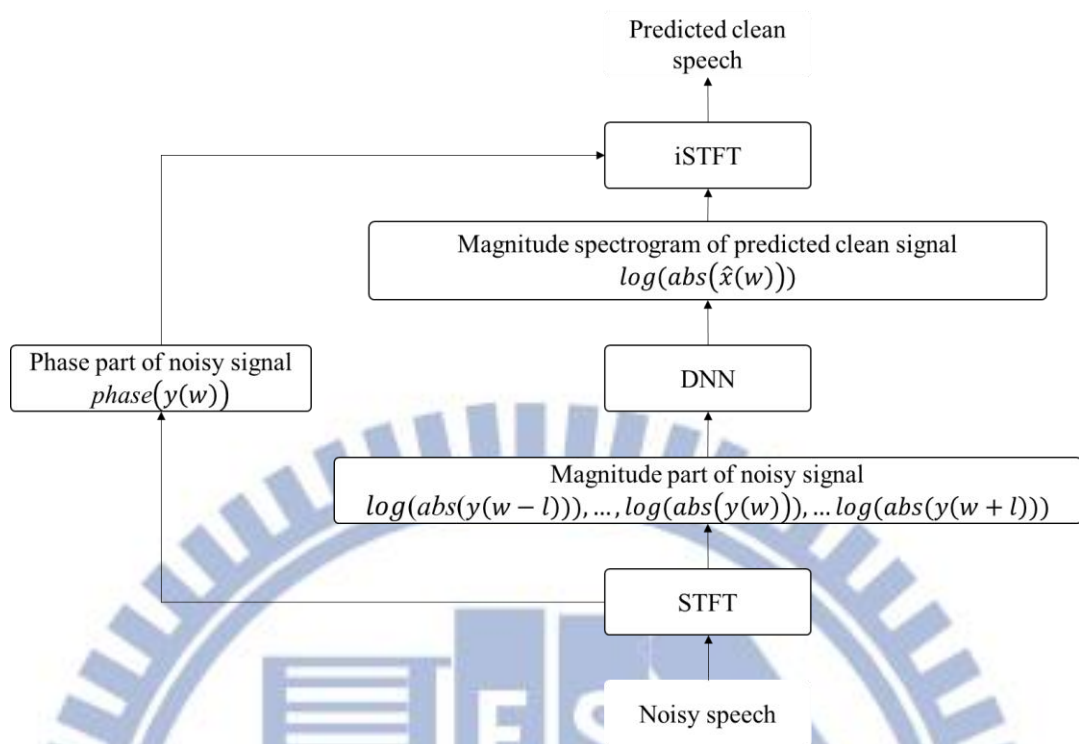 Predicted clean
speech
iSTFT
Magnitude spectrogram of predicted clean signal
log(abs(x̂(w)))
Phase part of noisy signal
phase(y(w))
DNN
Magnitude part of noisy signal
log(abs(y(w − l))), ..., log(abs(y(w))), ... log(abs(y(w + l)))
STFT
E S
Noisy speech